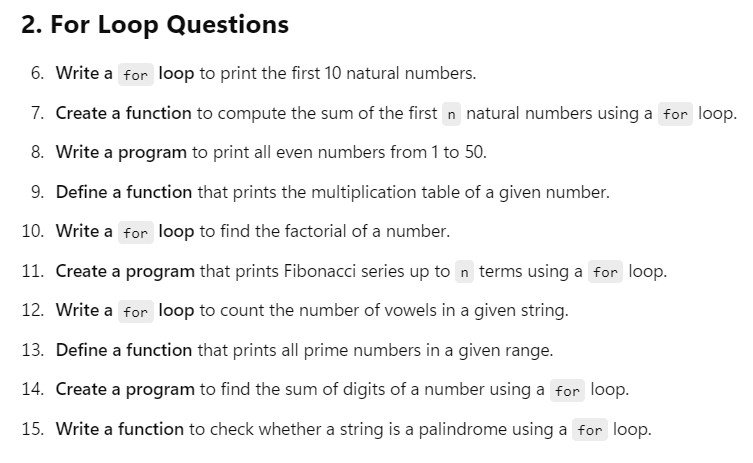 2. For Loop Questions
6. Write a for loop to print the first 10 natural numbers.
7. Create a function to compute the sum of the first n natural numbers using a for loop.
8. Write a program to print all even numbers from 1 to 50.
9. Define a function that prints the multiplication table of a given number.
10. Write a for loop to find the factorial of a number.
11. Create a program that prints Fibonacci series up to n terms using a for loop.
12. Write a for loop to count the number of vowels in a given string.
13. Define a function that prints all prime numbers in a given range.
14. Create a program to find the sum of digits of a number using a for loop.
15. Write a function to check whether a string is a palindrome using a for loop.